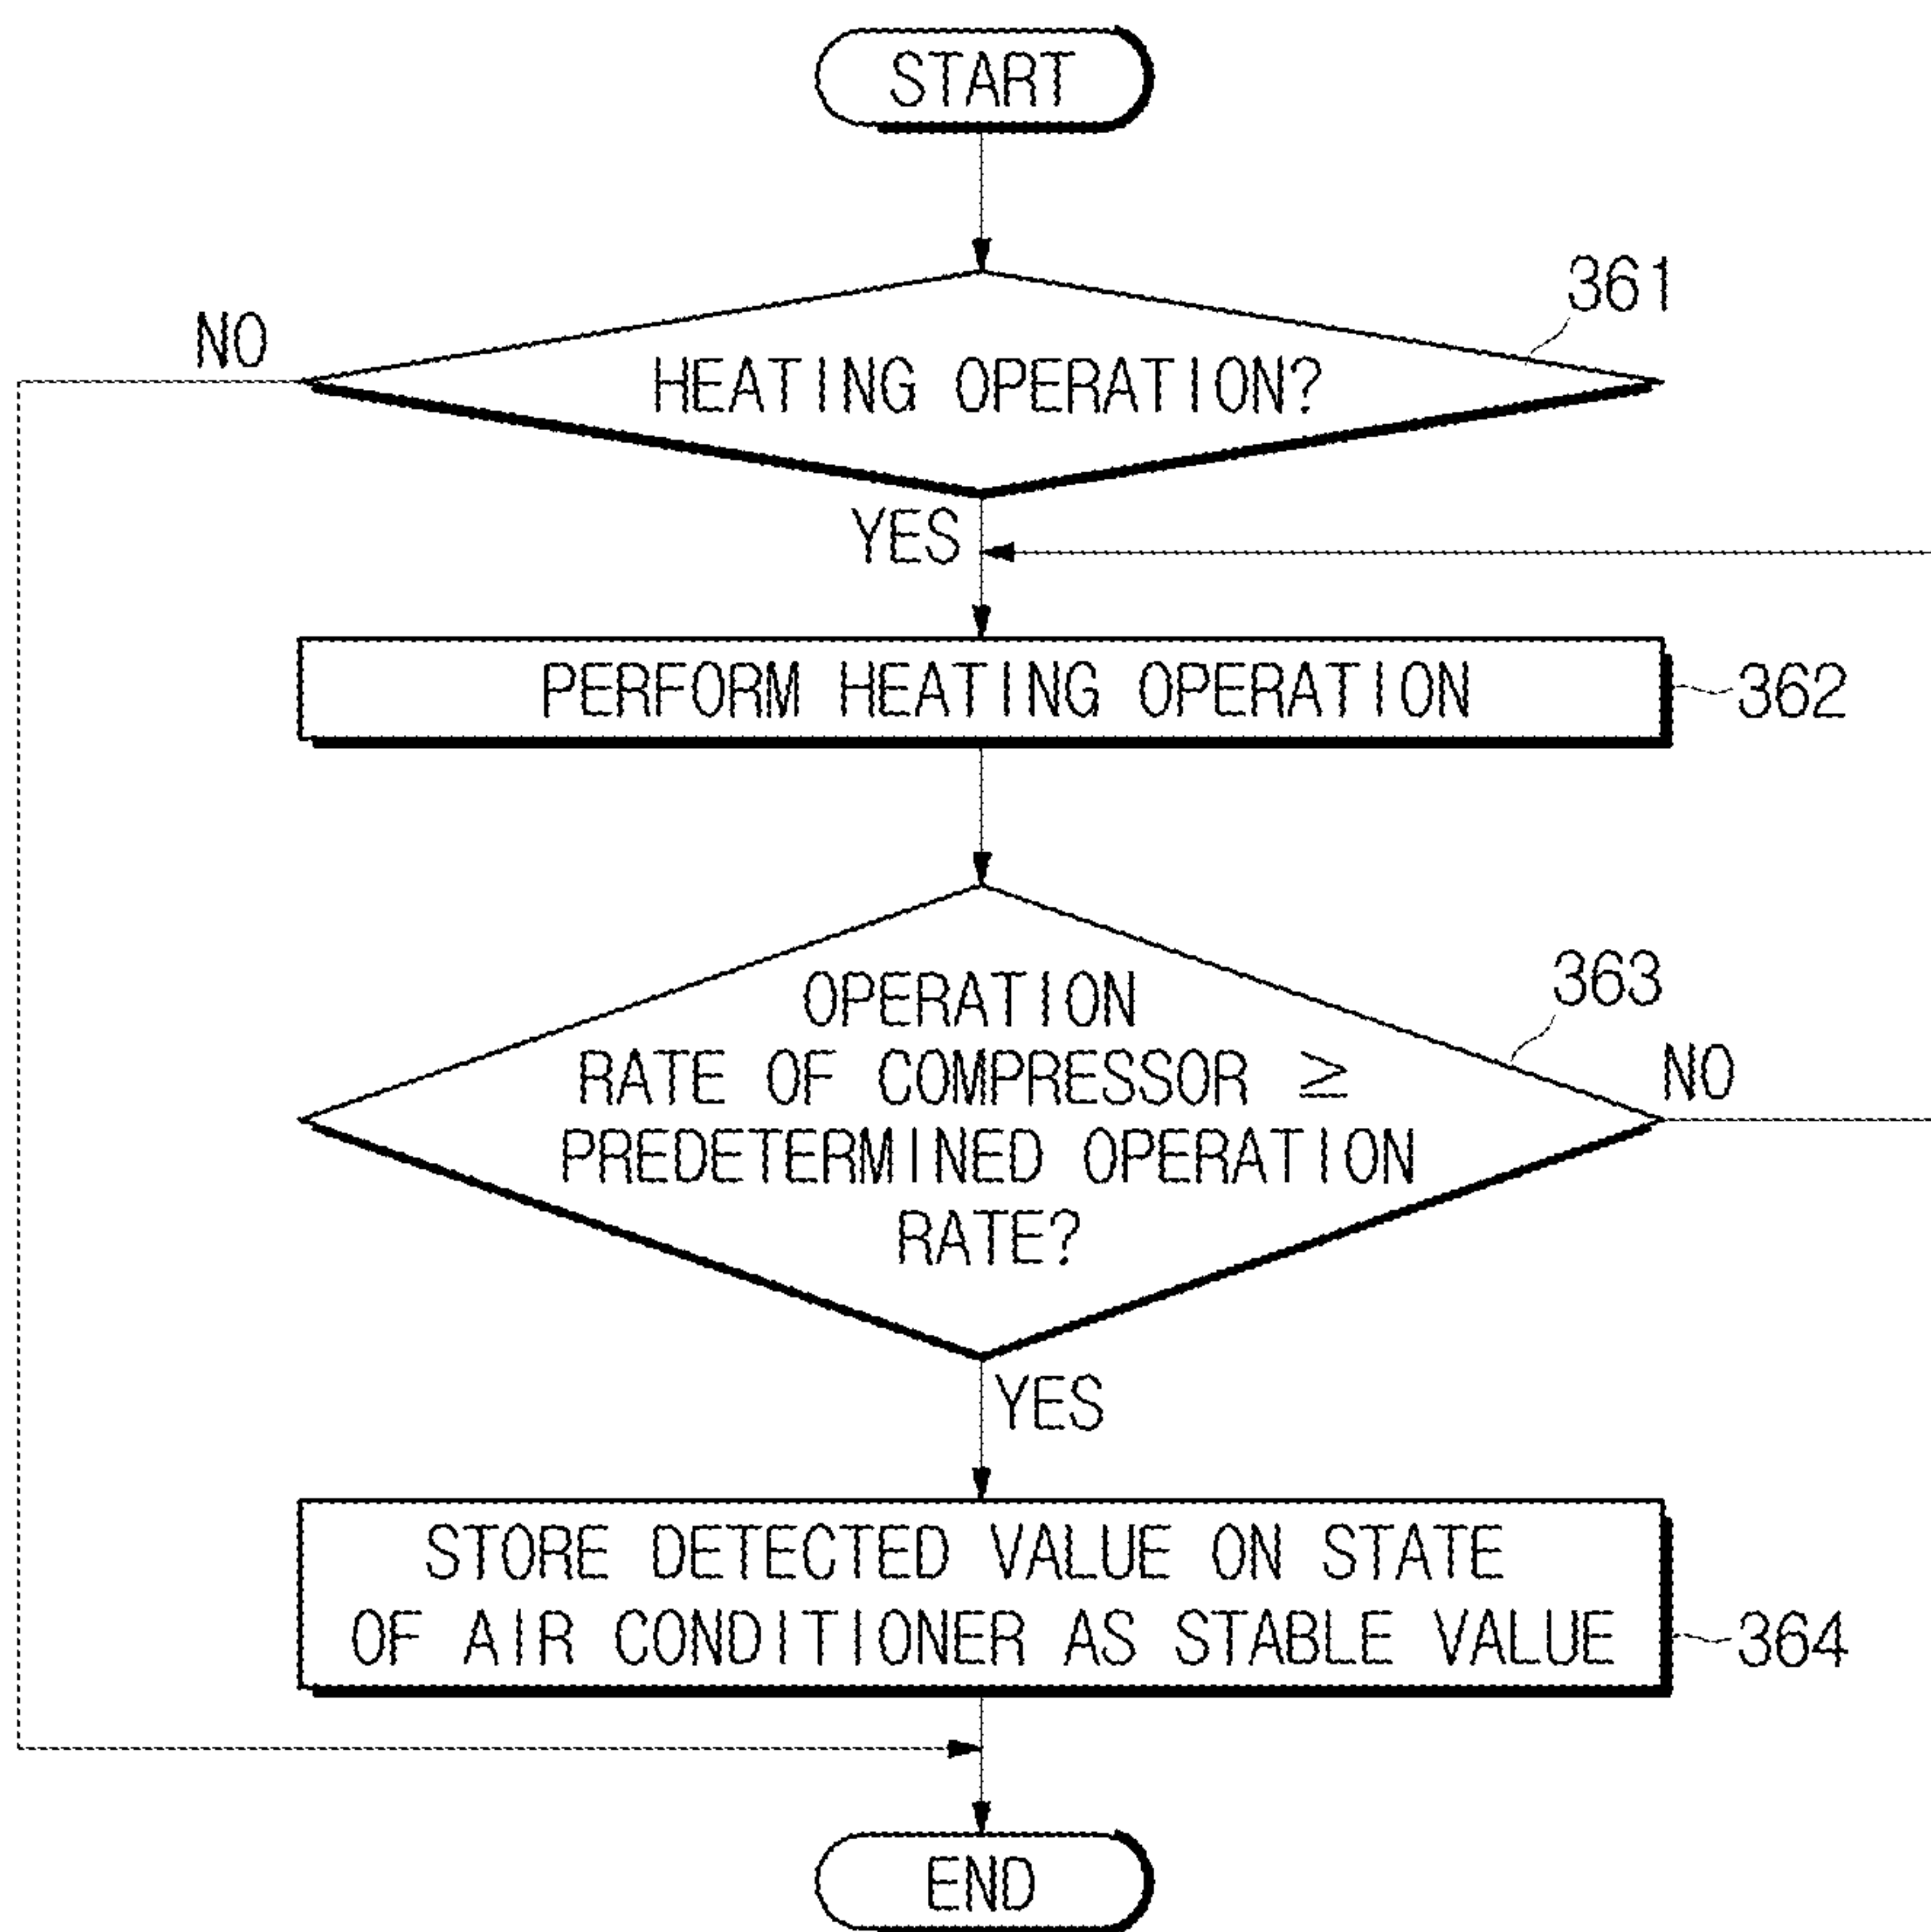 START
361
NO
HEATING OPERATION?
YES
PERFORM HEATING OPERATION
362
OPERATION
363
RATE OF COMPRESSOR ≥
NO
PREDETERMINED OPERATION
RATE?
YES
STORE DETECTED VALUE ON STATE
OF AIR CONDITIONER AS STABLE VALUE
364
END